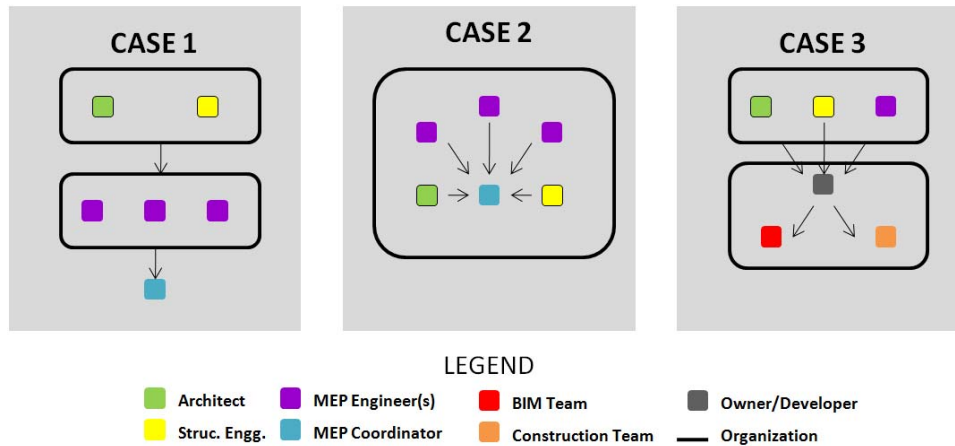 CASE 1
CASE 2
CASE 3
LEGEND
Architect
MEP Engineer(s)
BIM Team
Owner/Developer
Struc. Engg.
MEP Coordinator
Construction Team
Organization